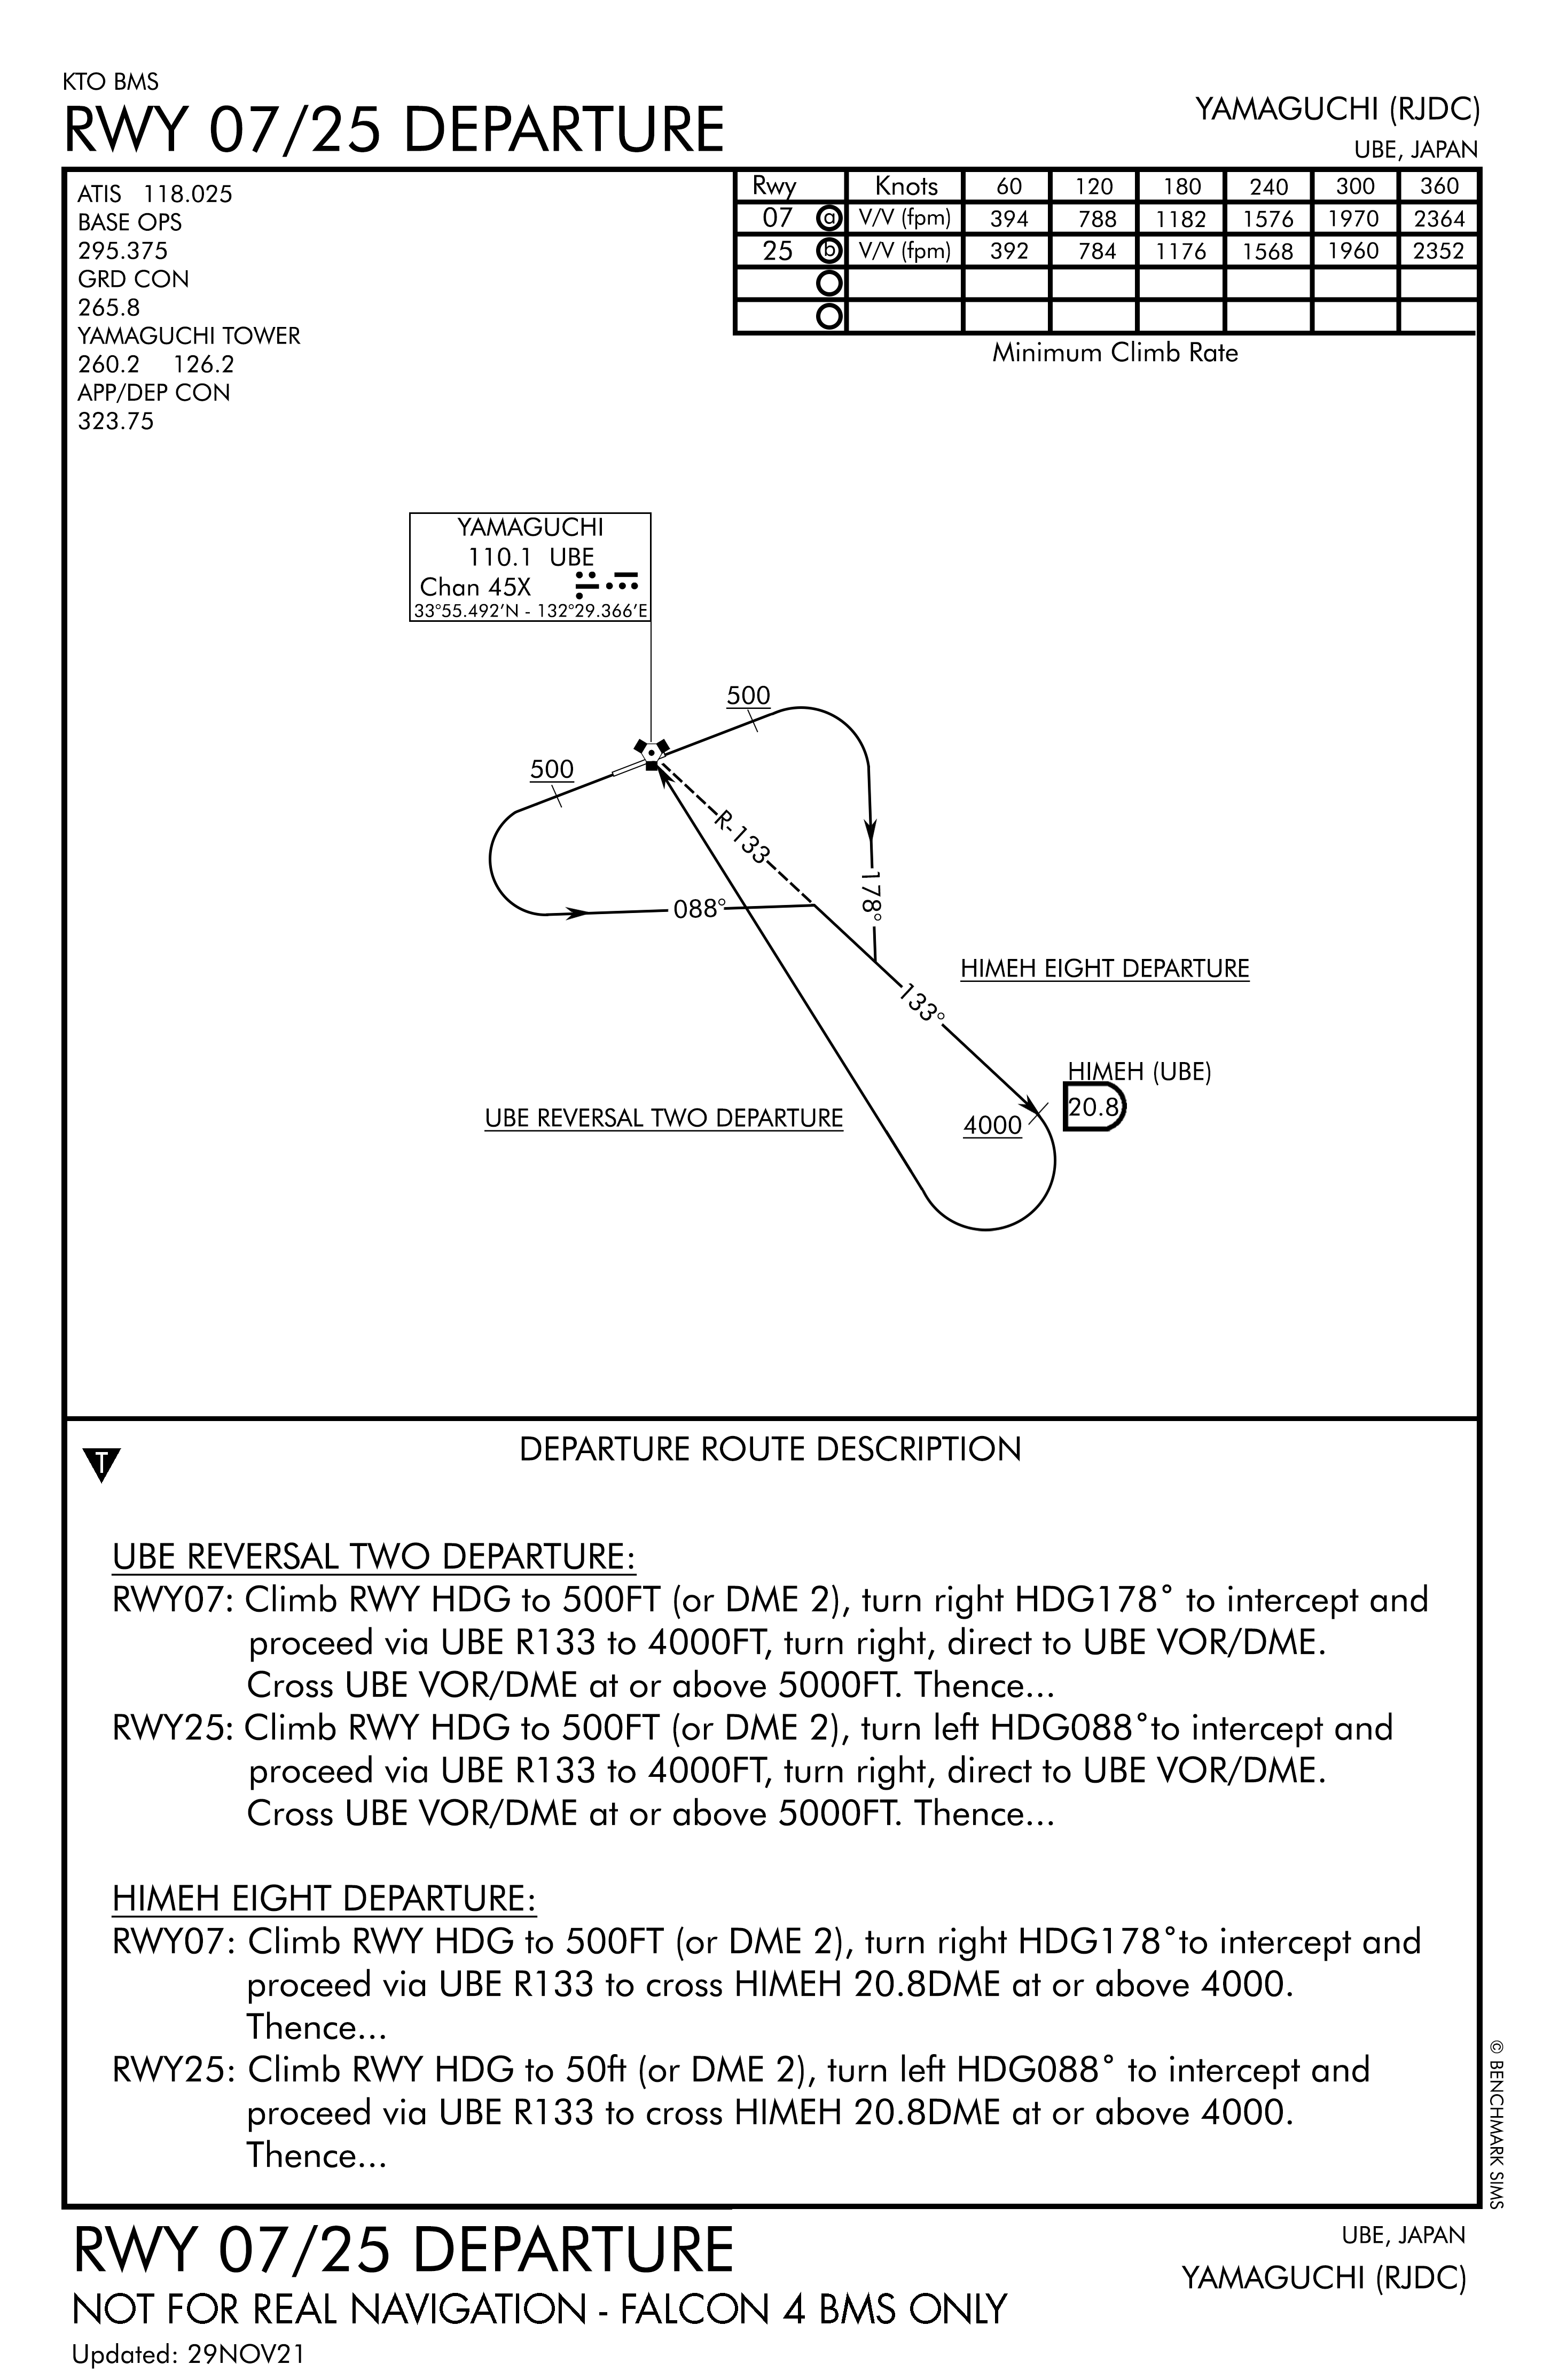 KTO BMS
RWY 07/25 DEPARTURE
YAMAGUCHI (RJDC)
UBE, JAPAN
ATIS 118.025
BASE OPS
295.375
GRD CON
265.8
YAMAGUCHI TOWER
260.2 126.2
APP/DEP CON
323.75
Rwy Knots 60 120 180 240 300 360
07 a V/V (fpm) 394 788 1182 1576 1970 2364
25 b V/V (fpm) 392 784 1176 1568 1960 2352
Minimum Climb Rate
YAMAGUCHI
110.1 UBE
Chan 45X
33°55.492’N - 132°29.366’E
500
500
R-133
178°
088°
HIMEH EIGHT DEPARTURE
133°
HIMEH (UBE)
20.8
UBE REVERSAL TWO DEPARTURE
4000
T
DEPARTURE ROUTE DESCRIPTION
UBE REVERSAL TWO DEPARTURE:
RWY07: Climb RWY HDG to 500FT (or DME 2), turn right HDG178° to intercept and
proceed via UBE R133 to 4000FT, turn right, direct to UBE VOR/DME.
Cross UBE VOR/DME at or above 5000FT. Thence...
RWY25: Climb RWY HDG to 500FT (or DME 2), turn left HDG088°to intercept and
proceed via UBE R133 to 4000FT, turn right, direct to UBE VOR/DME.
Cross UBE VOR/DME at or above 5000FT. Thence...
HIMEH EIGHT DEPARTURE:
RWY07: Climb RWY HDG to 500FT (or DME 2), turn right HDG178°to intercept and
proceed via UBE R133 to cross HIMEH 20.8DME at or above 4000.
Thence...
RWY25: Climb RWY HDG to 50ft (or DME 2), turn left HDG088° to intercept and
proceed via UBE R133 to cross HIMEH 20.8DME at or above 4000.
Thence...
© BENCHMARK SIMS
RWY 07/25 DEPARTURE
UBE, JAPAN
YAMAGUCHI (RJDC)
NOT FOR REAL NAVIGATION - FALCON 4 BMS ONLY
Updated: 29NOV21